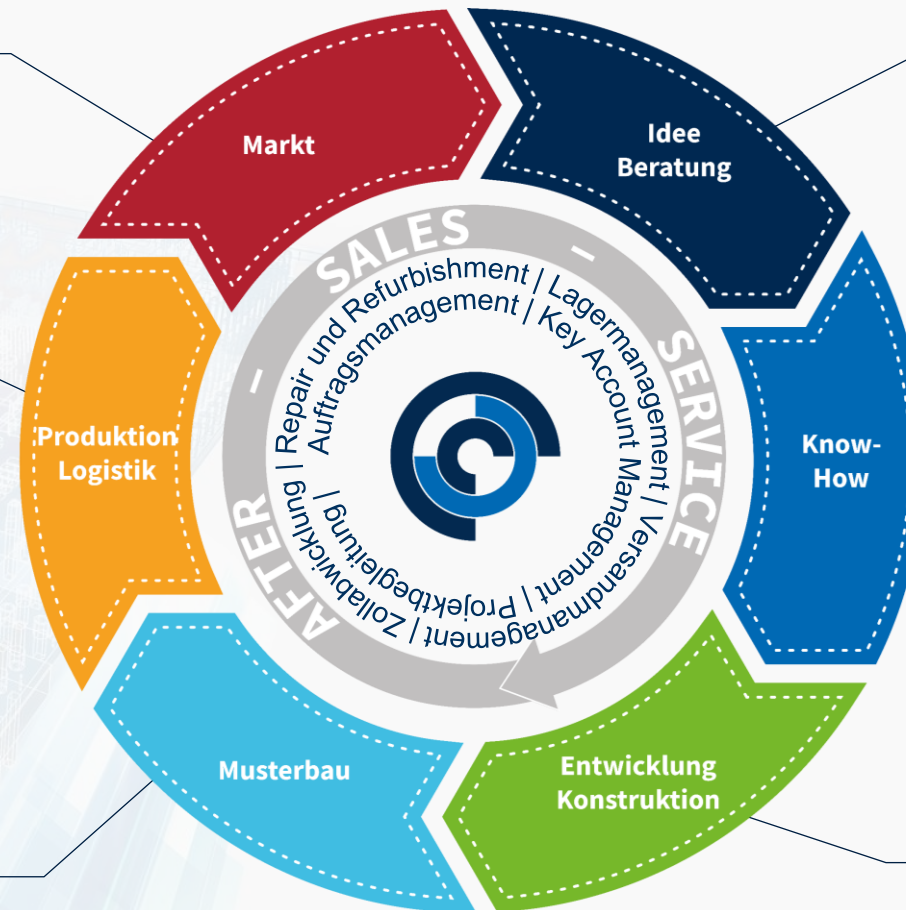 Markt
Idee
Beratung
Know-
How
Entwicklung
Konstruktion
Musterbau
Produktion
Logistik
AFTER – SALES – SERVICE
Zollabwicklung | Repair und Refurbishment | Lagermanagement | Versandmanagement |
Auftragsmanagement | Key Account Management | Projektbegleitung |